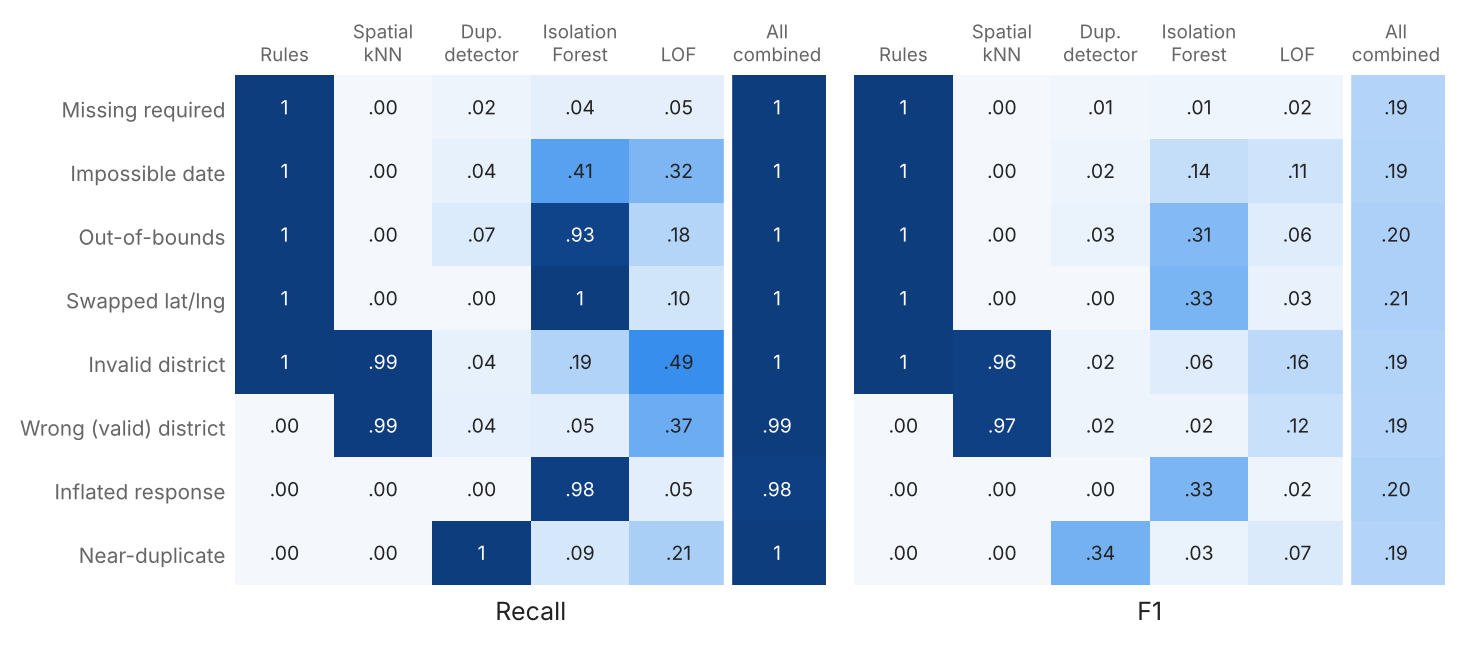 Spatial Dup. Isolation All Spatial Dup. Isolation All
Rules kNN detector Forest LOF combined Rules kNN detector Forest LOF combined
Missing required 1 .00 .02 .04 .05 1 1 .00 .01 .01 .02 .19
Impossible date 1 .00 .04 .41 .32 1 1 .00 .02 .14 .11 .19
Out-of-bounds 1 .00 .07 .93 .18 1 1 .00 .03 .31 .06 .20
Swapped lat/lng 1 .00 .00 1 .10 1 1 .00 .00 .33 .03 .21
Invalid district 1 .99 .04 .19 .49 1 1 .96 .02 .06 .16 .19
Wrong (valid) district .00 .99 .04 .05 .37 .99 .00 .97 .02 .02 .12 .19
Inflated response .00 .00 .00 .98 .05 .98 .00 .00 .00 .33 .02 .20
Near-duplicate .00 .00 1 .09 .21 1 .00 .00 .34 .03 .07 .19
Recall F1